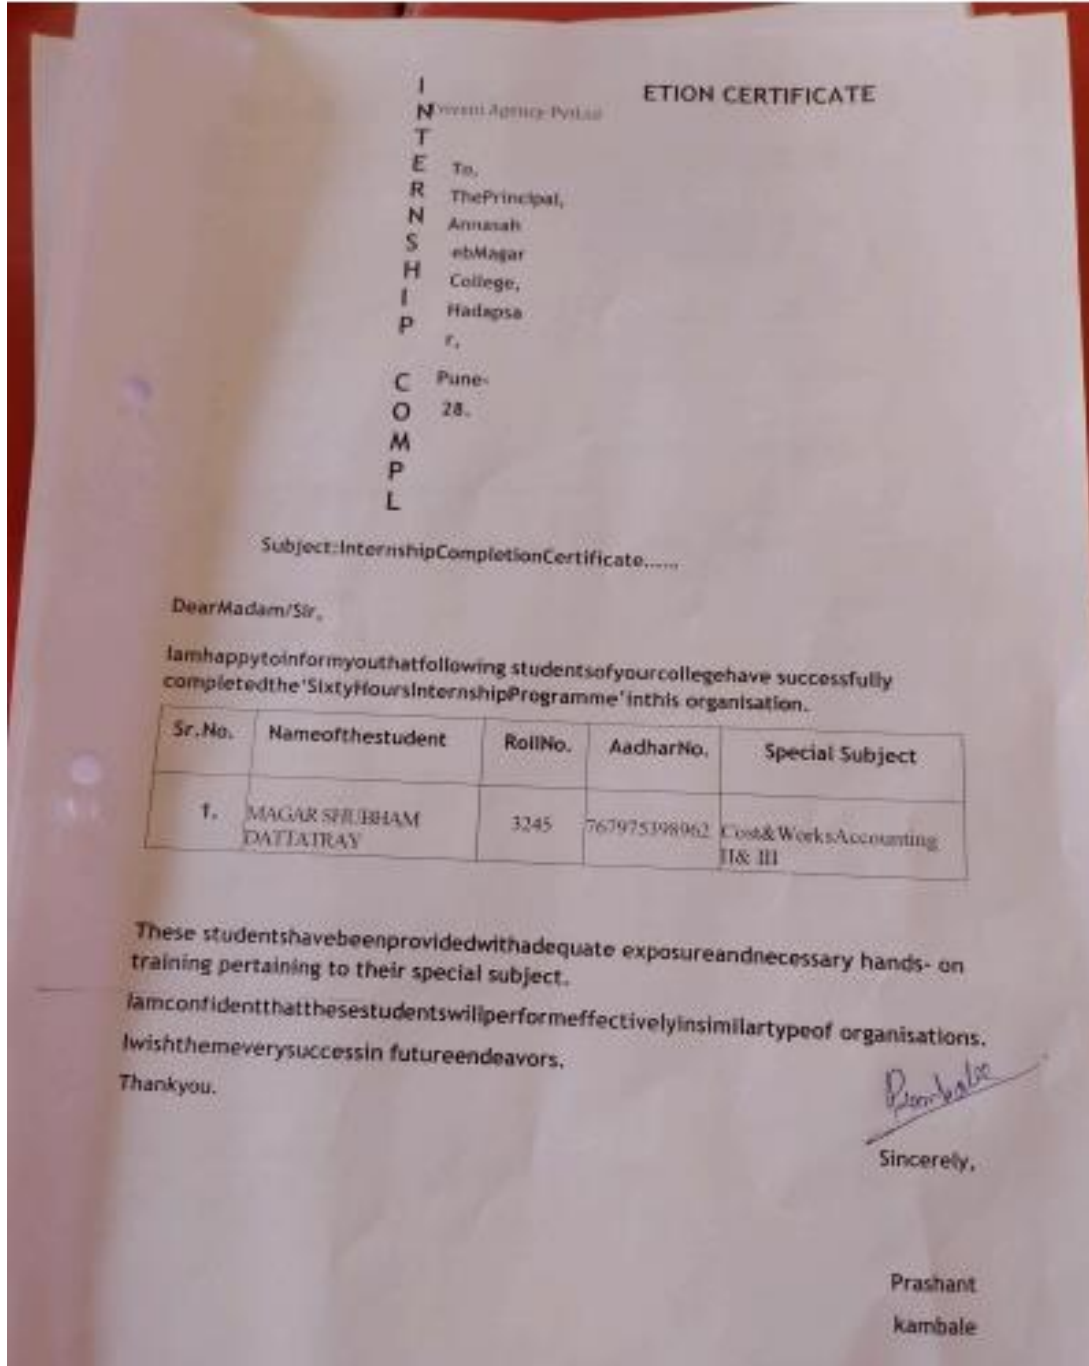 INTERNSHIP COMPL
ETION CERTIFICATE
Agency
To,
ThePrincipal,
Annasah
ebMagar
College,
Hadapsa
r,
Pune-
28.
Subject:InternshipCompletionCertificate......
DearMadam/Sir,
Iamhappytoinformyouthatfollowing studentsofyourcollegehave successfully
completedthe'SixtyHoursInternshipProgramme'inthis organisation.
Sr.No. Nameofthestudent RollNo. AadharNo. Special Subject
1. MAGAR SHUBHAM 3245 767975398962 Cost&WorksAccounting
DATTATRAY II& III
These studentshavebeenprovidedwithadequate exposureandnecessary hands- on
training pertaining to their special subject.
Iamconfidentthatthesestudentswillperformeffectivelyinsimilartypeof organisations.
Iwishthemeverysuccessin futureendeavors.
Thankyou.
Sincerely,
Prashant
kambale